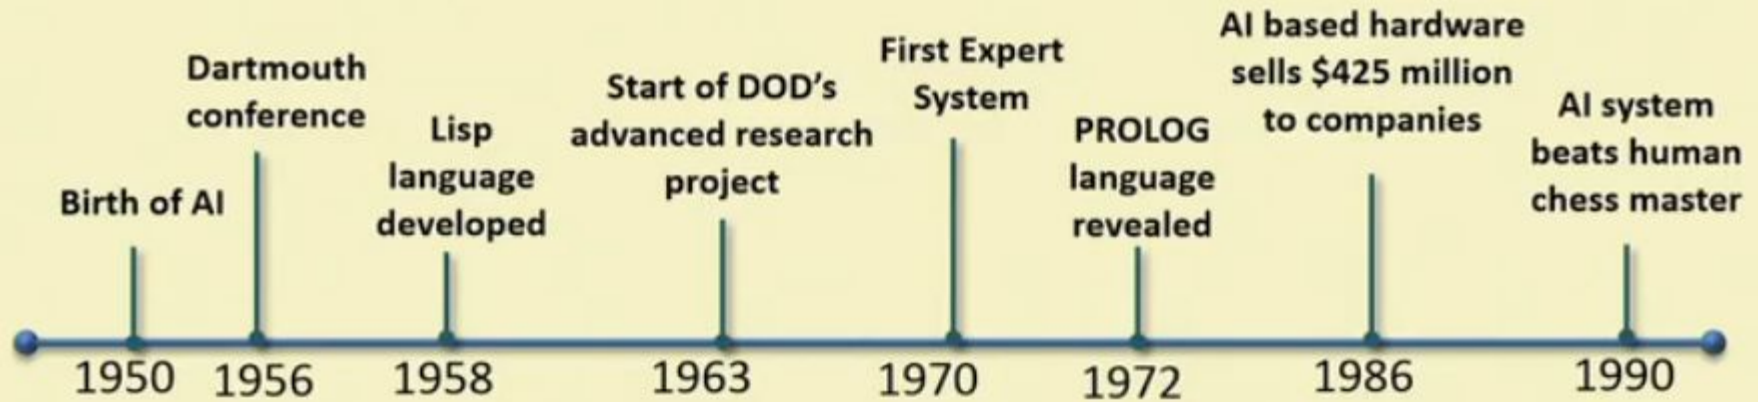 Birth of AI
1950
Dartmouth
conference
1956
Lisp
language
developed
1958
Start of DOD's
advanced research
project
1963
First Expert
System
1970
PROLOG
language
revealed
1972
AI based hardware
sells $425 million
to companies
1986
AI system
beats human
chess master
1990